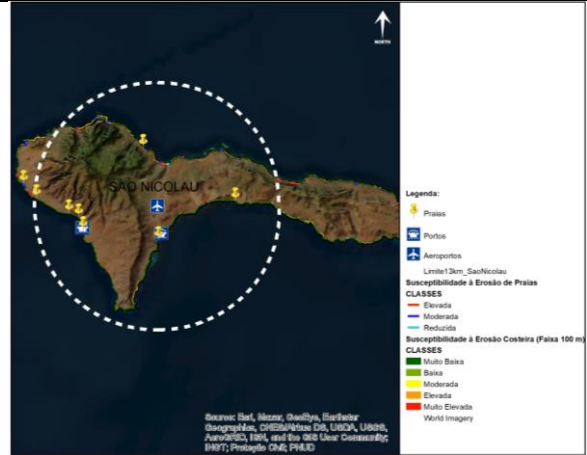 NORTH
SAO NICOLAU
Legenda:
Praias
Portos
Aeroportos
Limite13km_SaoNicolau
Susceptibilidade à Erosão de Praias
CLASSES
Elevada
Moderada
Reduzida
Susceptibilidade à Erosão Costeira (Faixa 100 m)
CLASSES
Muito Baixa
Baixa
Moderada
Elevada
Muito Elevada
World Imagery
Source: Esri, Maxar, GeoEye, Earthstar
Geographics, CNES/Airbus DS, USDA, USGS,
AeroGRID, IGN, and the GIS User Community;
INGT; Proteção Civil; PNUD